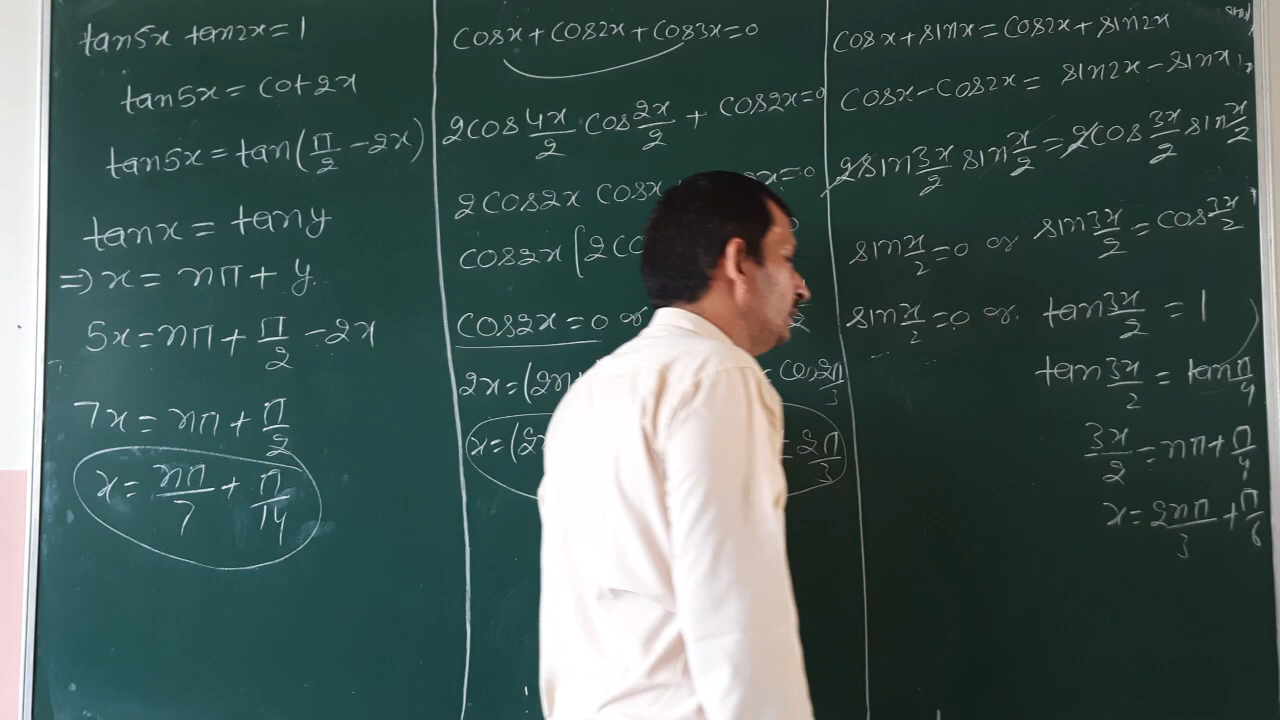 tan5x tan2x=1
tan5x = cot2x
tan5x=tan(π/2 -2x)
tanx = tany
⇒x = nπ + y.
5x=nπ+π/2 -2x
7x= nπ+π/2
x= nπ/7 + π/14
cosx + cos2x + cos3x=0
2cos 4x/2 cos 2x/2 + cos2x=0
2cos2x cosx x=0
cos2x [2co
cos2x =0 or
2x=(2n cos 2π/3
x=(2 2π/3
cosx+sinx=cos2x+sin2x
cosx-cos2x = sin2x-sinx
2sin 3x/2 sin x/2 = 2cos 3x/2 sin x/2
sin x/2 =0 or sin 3x/2 = cos 3x/2
sin x/2 =0 or tan 3x/2 = 1
tan 3x/2 = tan π/4
3x/2 = nπ+ π/4
x= 2nπ/3 + π/6